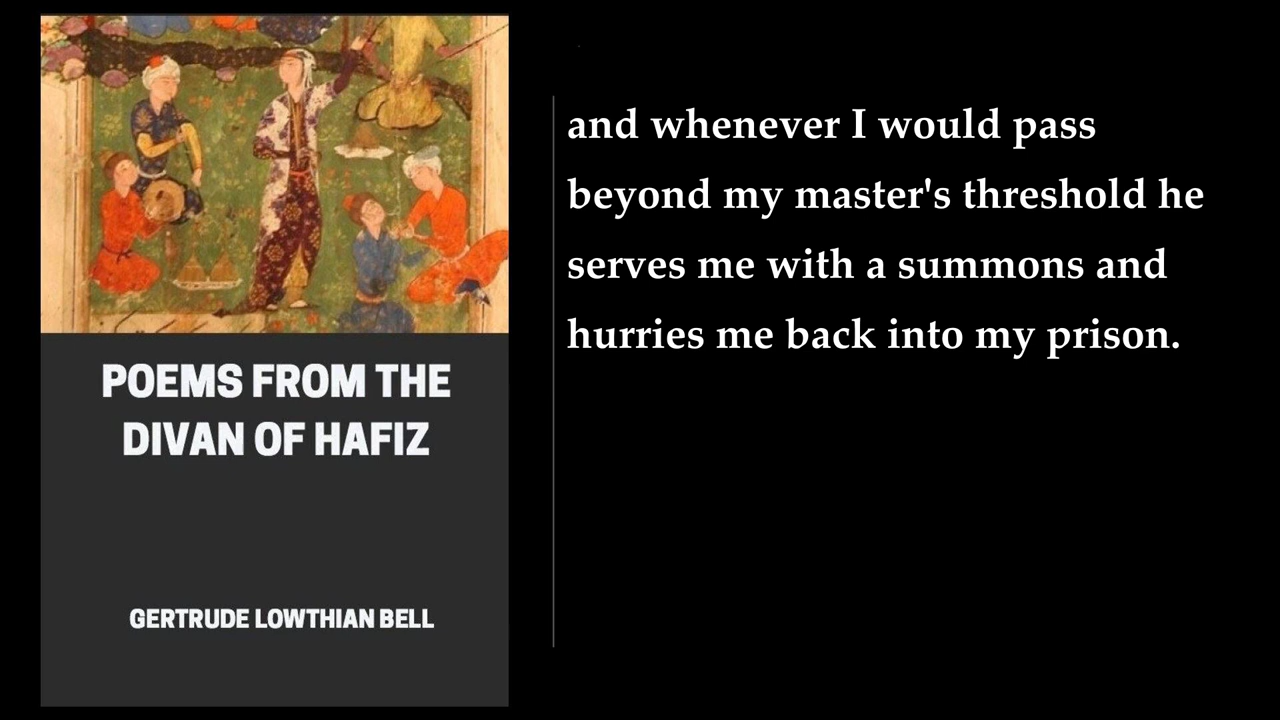 POEMS FROM THE
DIVAN OF HAFIZ
GERTRUDE LOWTHIAN BELL
and whenever I would pass
beyond my master's threshold he
serves me with a summons and
hurries me back into my prison.